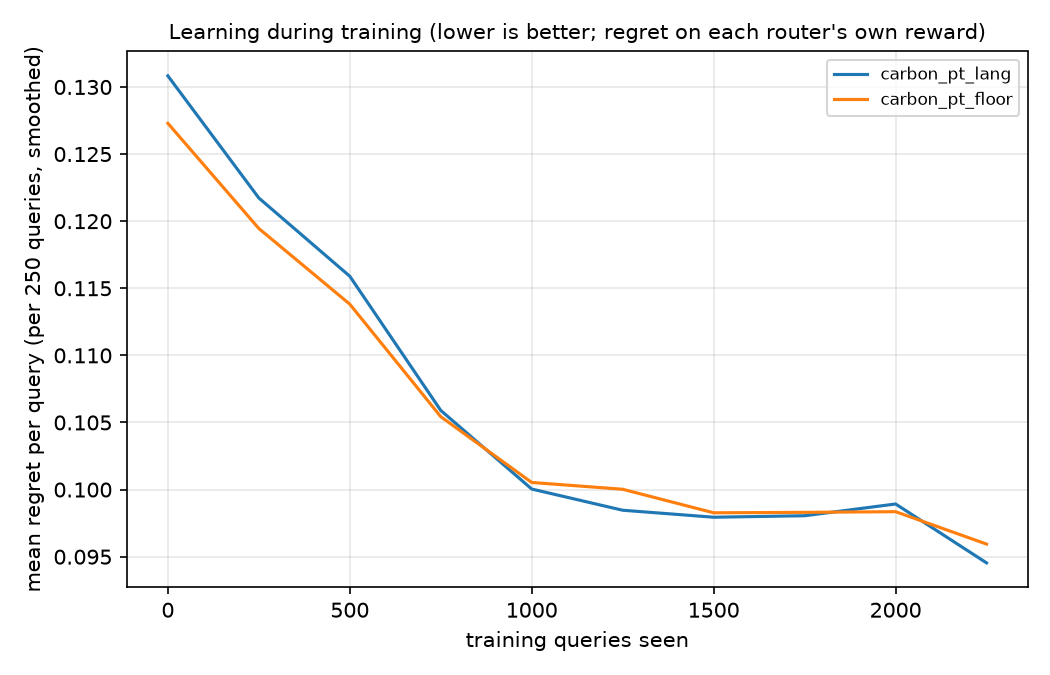 Learning during training (lower is better; regret on each router's own reward)
carbon_pt_lang
carbon_pt_floor
mean regret per query (per 250 queries, smoothed)
0.130
0.125
0.120
0.115
0.110
0.105
0.100
0.095
0 500 1000 1500 2000
training queries seen